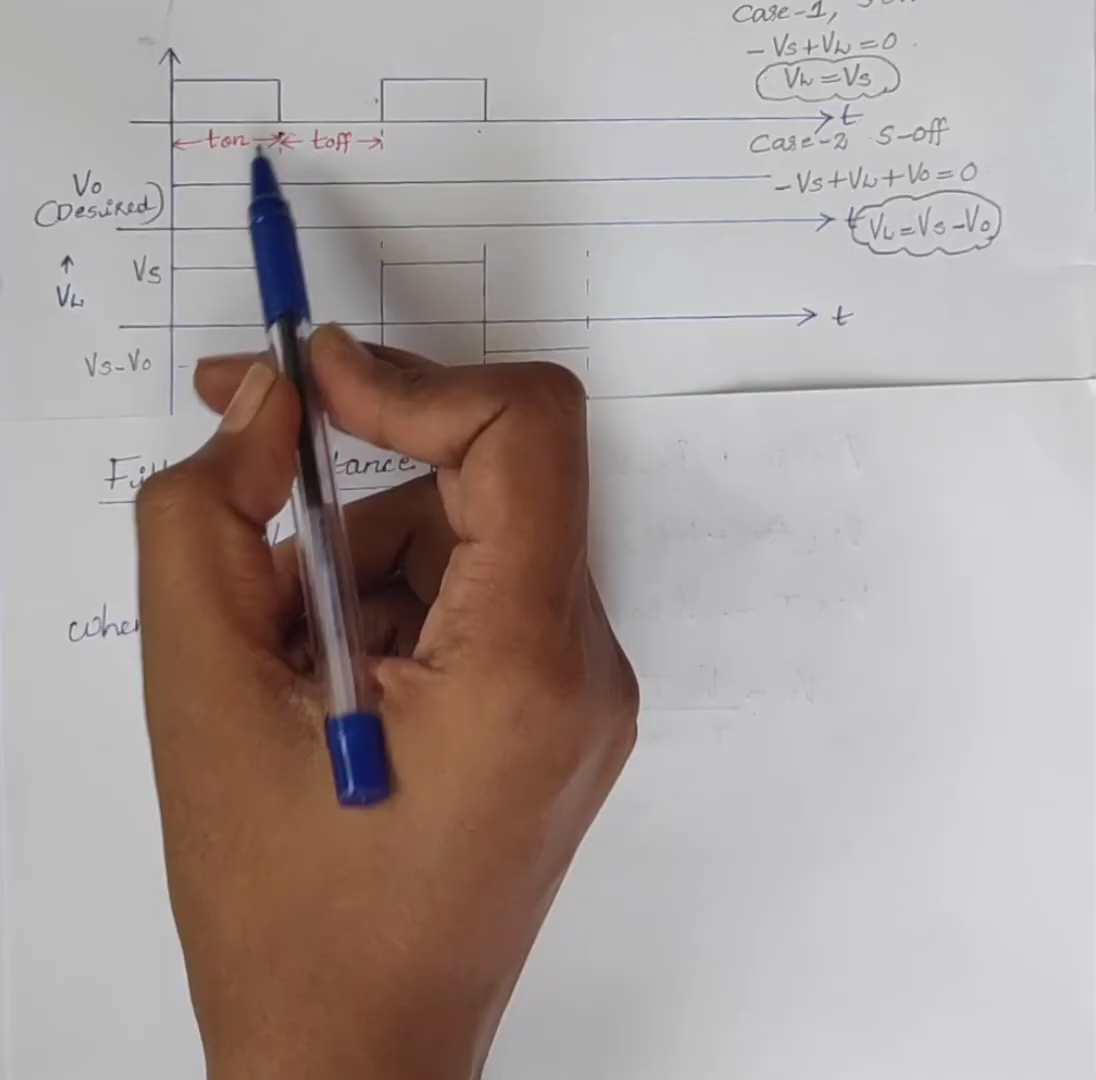 Case-1,
-Vs+VL=0
VL=Vs
t
ton toff
Case-2 S-off
Vo
(Desired)
-Vs+VL+Vo=0
t
VL=Vs-Vo
Vs
VL
t
Vs-Vo